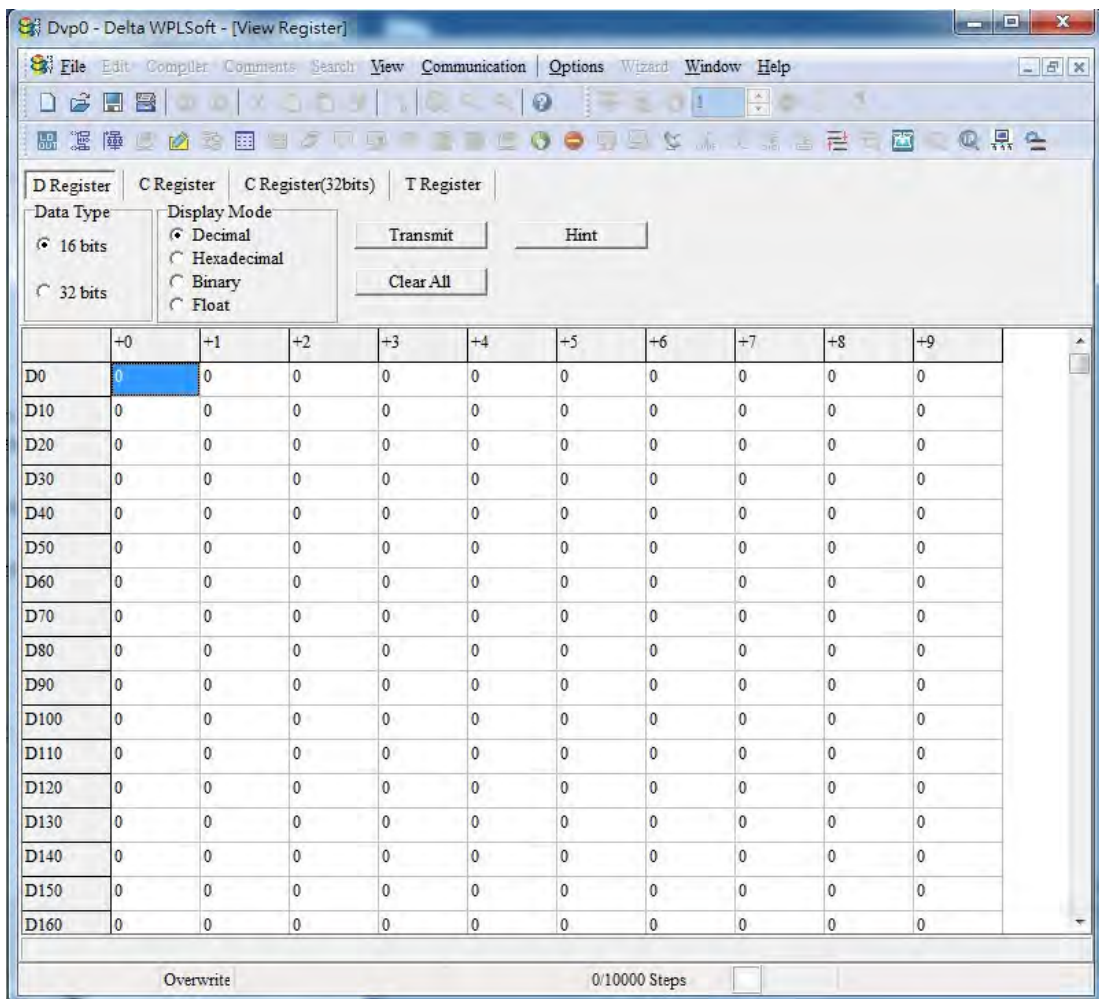 Dvp0 - Delta WPLSoft - [View Register]
File Edit Compiler Comments Search View Communication Options Wizard Window Help
1
D Register C Register C Register(32bits) T Register
Data Type Display Mode
16 bits
32 bits
Decimal
Hexadecimal
Binary
Float
Transmit Hint
Clear All
+0 +1 +2 +3 +4 +5 +6 +7 +8 +9
D0 0 0 0 0 0 0 0 0 0 0
D10 0 0 0 0 0 0 0 0 0 0
D20 0 0 0 0 0 0 0 0 0 0
D30 0 0 0 0 0 0 0 0 0 0
D40 0 0 0 0 0 0 0 0 0 0
D50 0 0 0 0 0 0 0 0 0 0
D60 0 0 0 0 0 0 0 0 0 0
D70 0 0 0 0 0 0 0 0 0 0
D80 0 0 0 0 0 0 0 0 0 0
D90 0 0 0 0 0 0 0 0 0 0
D100 0 0 0 0 0 0 0 0 0 0
D110 0 0 0 0 0 0 0 0 0 0
D120 0 0 0 0 0 0 0 0 0 0
D130 0 0 0 0 0 0 0 0 0 0
D140 0 0 0 0 0 0 0 0 0 0
D150 0 0 0 0 0 0 0 0 0 0
D160 0 0 0 0 0 0 0 0 0 0
Overwrite 0/10000 Steps